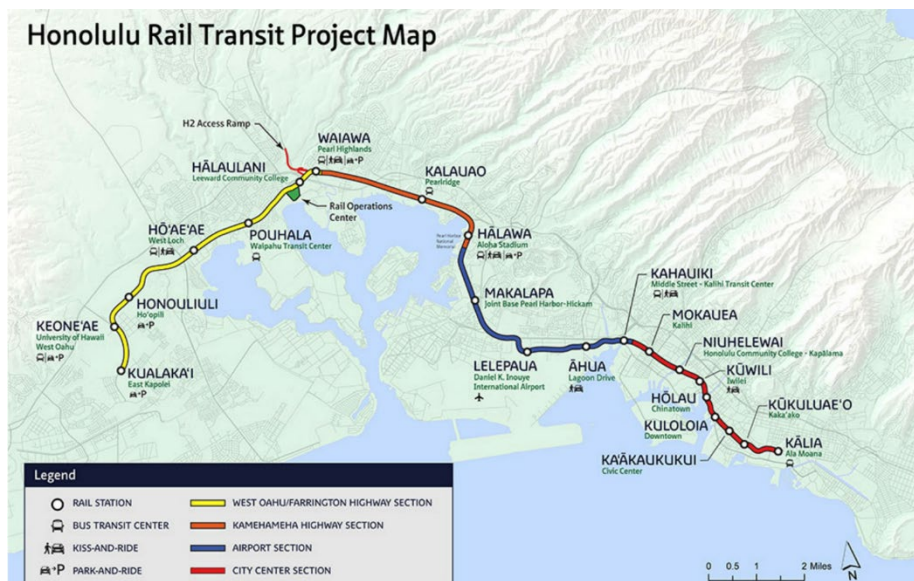 Honolulu Rail Transit Project Map
H2 Access Ramp
WAIAWA
Pearl Highlands
P
HĀLAULANI
Leeward Community College
KALAUAO
Pearlridge
Rail Operations
Center
HŌ'AE'AE
West Loch
POUHALA
Waipahu Transit Center
Pearl Harbor
National
Memorial
HĀLAWA
Aloha Stadium
P
KAHAUIKI
Middle Street - Kalihi Transit Center
MAKALAPA
Joint Base Pearl Harbor-Hickam
MOKAUEA
Kalihi
HONOULIULI
Ho'opili
P
NIUHELEWAI
Honolulu Community College - Kapālama
KEONE'AE
University of Hawaii
West Oahu
P
KŪWILI
Iwilei
LELEPAUA
Daniel K. Inouye
International Airport
ĀHUA
Lagoon Drive
KUALAKA'I
East Kapolei
P
HŌLAU
Chinatown
KŪKULUAE'O
Kaka'ako
KULOLOIA
Downtown
KĀLIA
Ala Moana
KA'ĀKAUKUKUI
Civic Center
Legend
RAIL STATION
WEST OAHU/FARRINGTON HIGHWAY SECTION
BUS TRANSIT CENTER
KAMEHAMEHA HIGHWAY SECTION
KISS-AND-RIDE
AIRPORT SECTION
P PARK-AND-RIDE
CITY CENTER SECTION
0 0.5 1 2 Miles
N